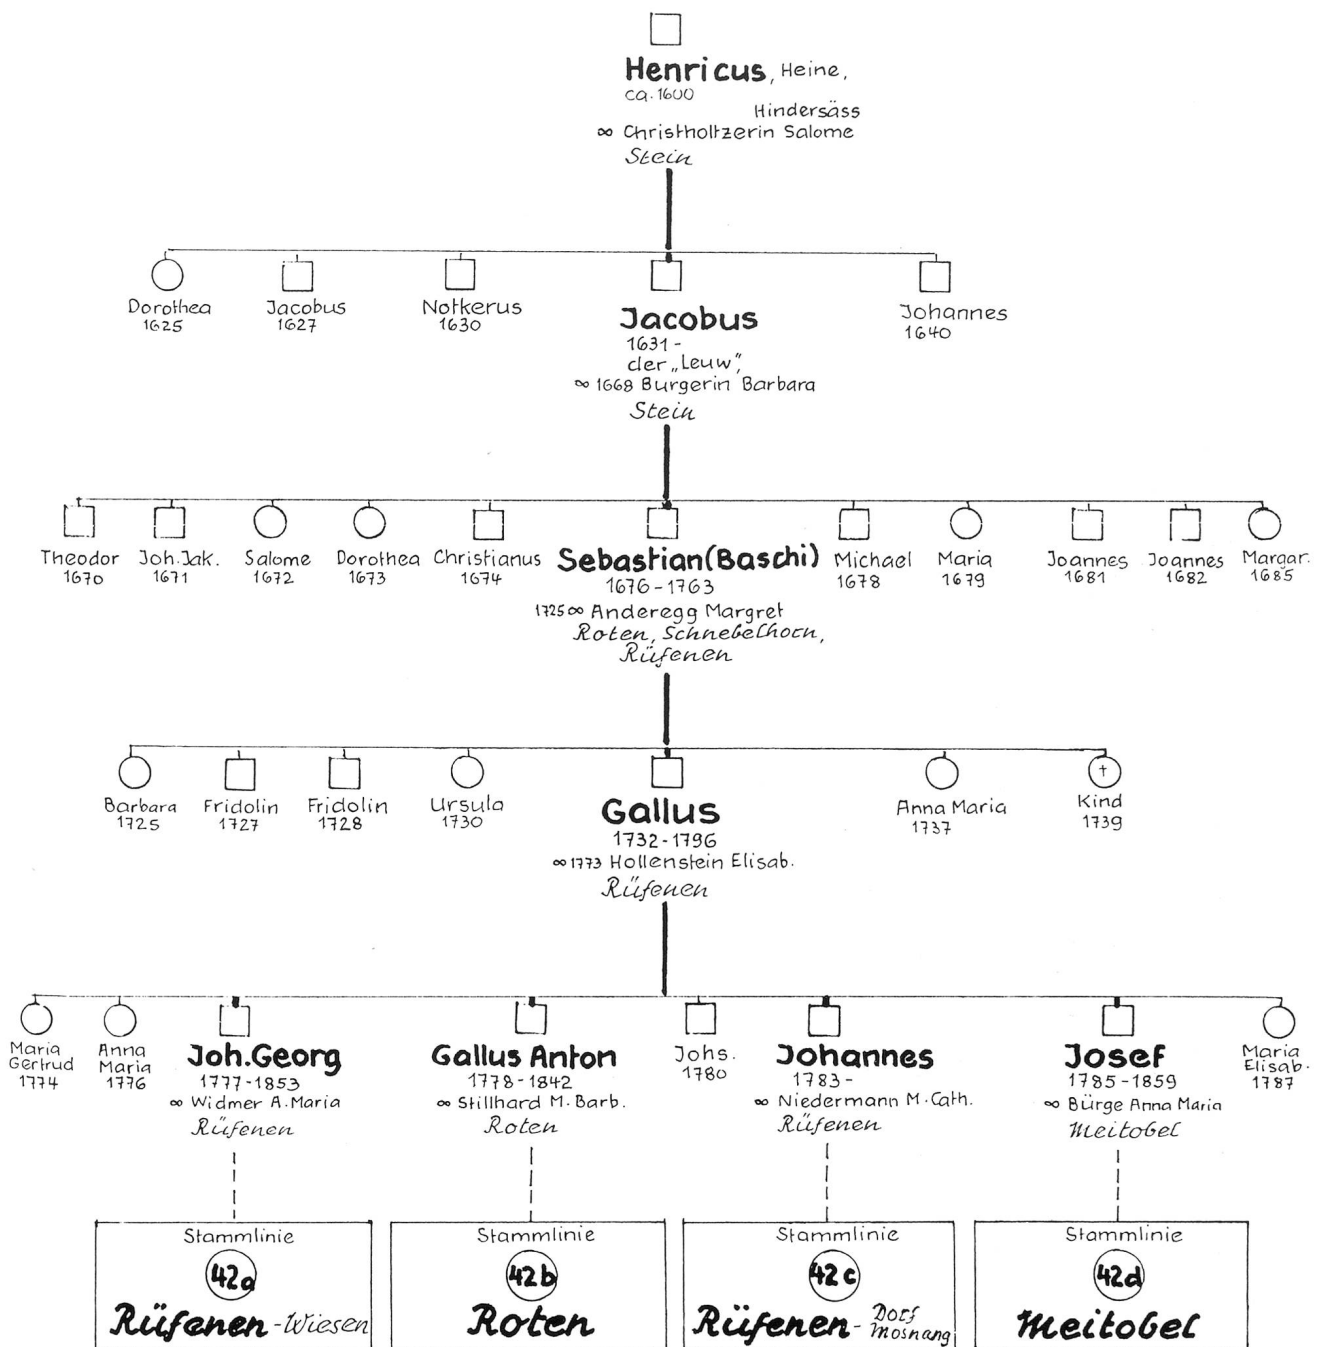 Henricus, Heine,
ca. 1600
Hindersäss
∞ Christholtzerin Salome
Stein
Dorothea
1625
Jacobus
1627
Notkerus
1630
Jacobus
1631 -
der „Leuw",
∞ 1668 Burgerin Barbara
Stein
Johannes
1640
Theodor
1670
Joh. Jak.
1671
Salome
1672
Dorothea
1673
Christianus
1674
Sebastian (Baschi)
1676 - 1763
1725 ∞ Anderegg Margret
Roten, Schnebelhorn,
Rüfenen
Michael
1678
Maria
1679
Joannes
1681
Joannes
1682
Margar.
1685
Barbara
1725
Fridolin
1727
Fridolin
1728
Ursula
1730
Gallus
1732 - 1796
∞ 1773 Hollenstein Elisab.
Rüfenen
Anna Maria
1737
†
Kind
1739
Maria
Gertrud
1774
Anna
Maria
1776
Joh. Georg
1777 - 1853
∞ Widmer A. Maria
Rüfenen
Gallus Anton
1778 - 1842
∞ Stillhard M. Barb.
Roten
Johs.
1780
Johannes
1783 -
∞ Niedermann M. Cath.
Rüfenen
Josef
1785 - 1859
∞ Bürge Anna Maria
Meitobel
Maria
Elisab.
1787
Stammlinie
42a
Rüfenen - Wiesen
Stammlinie
42b
Roten
Stammlinie
42c
Rüfenen - Dorf
Mosnang
Stammlinie
42d
Meitobel